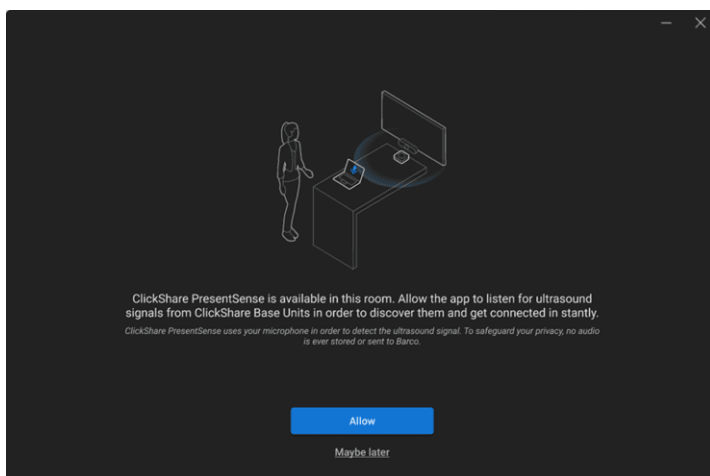 ClickShare PresentSense is available in this room. Allow the app to listen for ultrasound
signals from ClickShare Base Units in order to discover them and get connected in stantly.
ClickShare PresentSense uses your microphone in order to detect the ultrasound signal. To safeguard your privacy, no audio
is ever stored or sent to Barco.
Allow
Maybe later